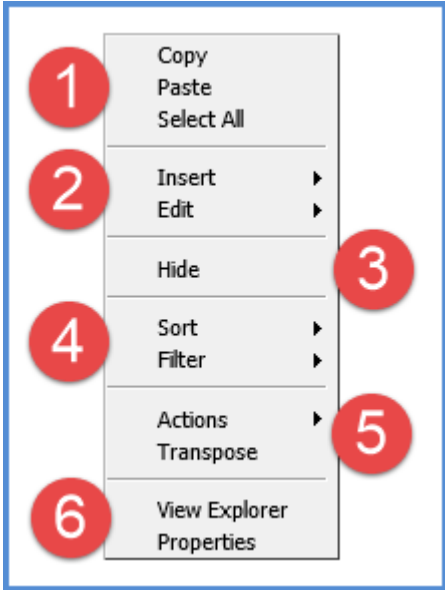 1
Copy
Paste
Select All
2
Insert
Edit
3
Hide
4
Sort
Filter
5
Actions
Transpose
6
View Explorer
Properties